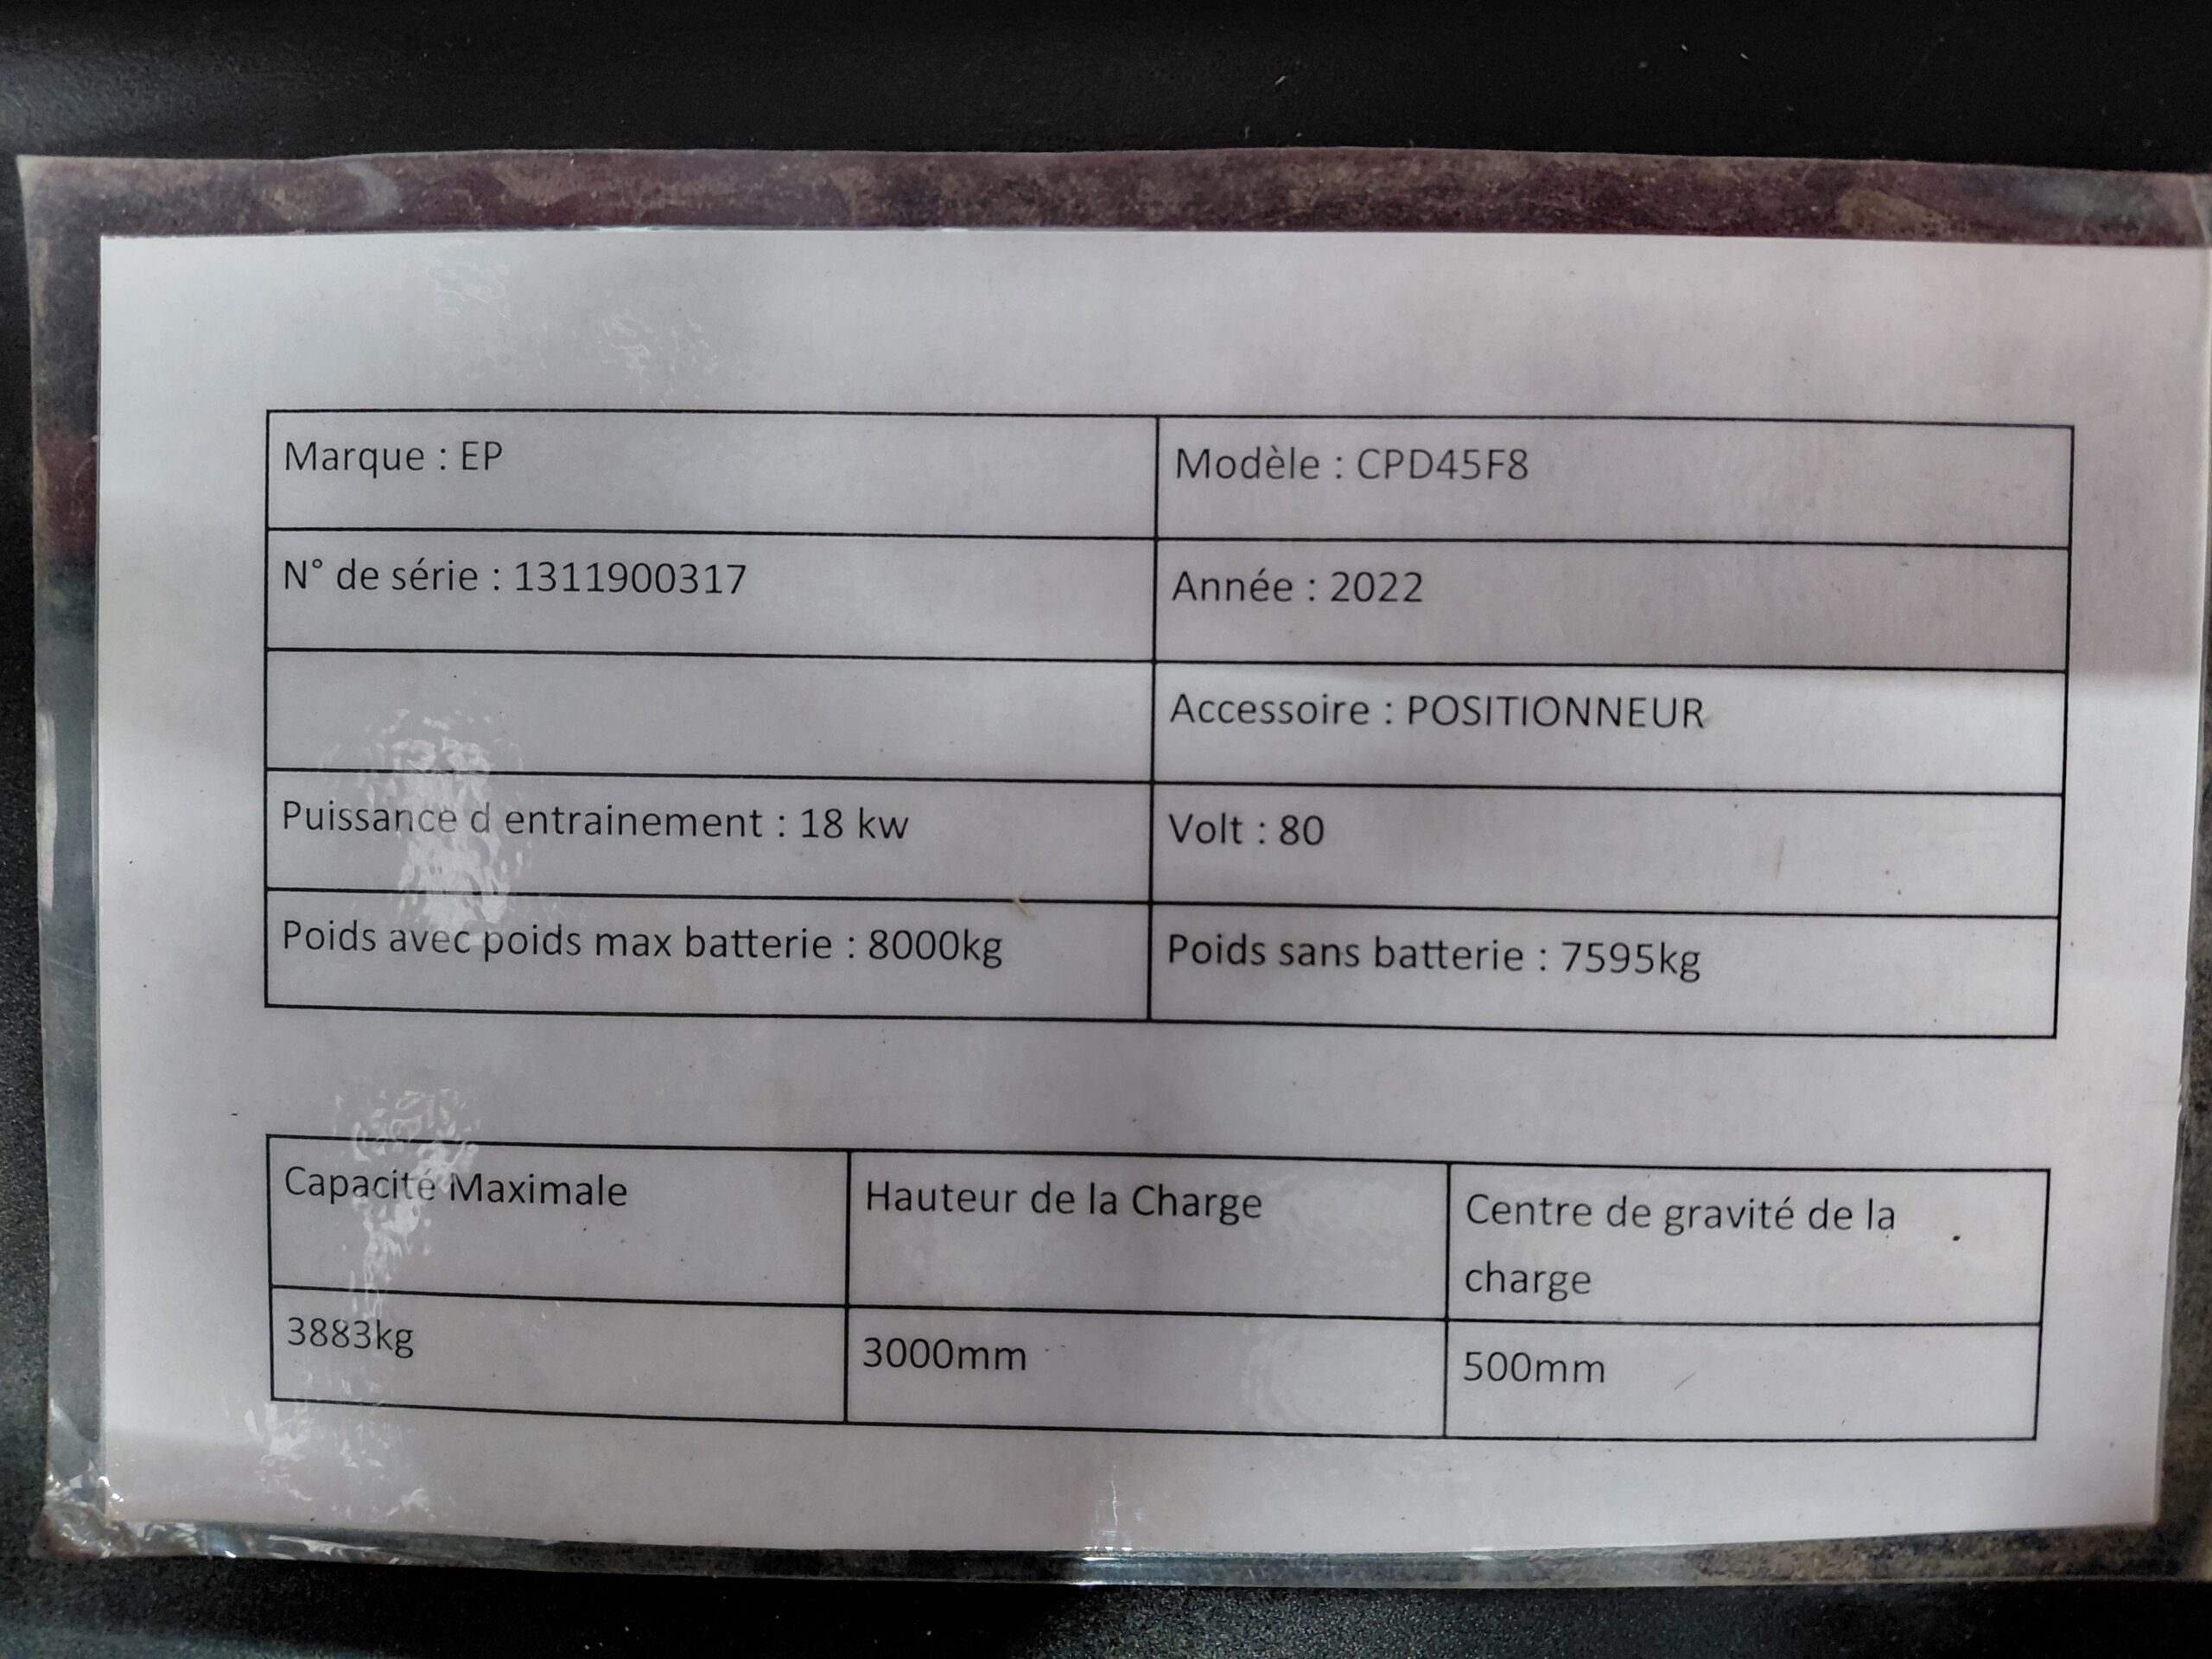 Marque : EP
Modèle : CPD45F8
N° de série : 1311900317
Année : 2022
Accessoire : POSITIONNEUR
Puissance d entrainement : 18 kw
Volt : 80
Poids avec poids max batterie : 8000kg
Poids sans batterie : 7595kg
Capacité Maximale
Hauteur de la Charge
Centre de gravité de la
charge
3883kg
3000mm
500mm